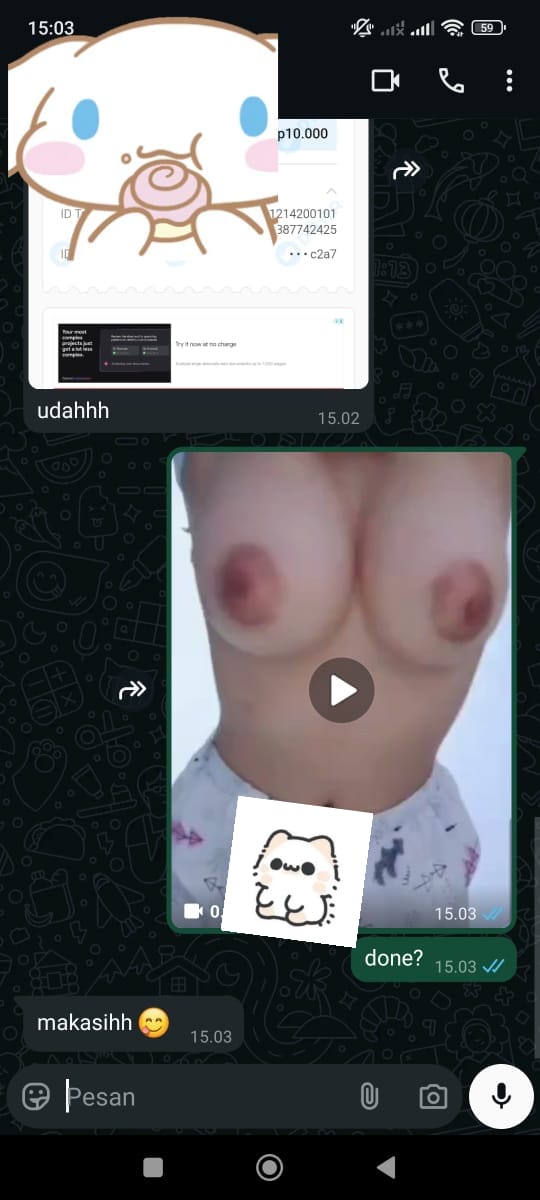 15:03
59
p10.000
ID T
1214200101
387742425
ID
•••c2a7
Your most
complex
projects just
got a lot less
complex.
Try it now at no charge
udahhh
15.02
0
15.03
done?
15.03
makasihh 😋
15.03
Pesan